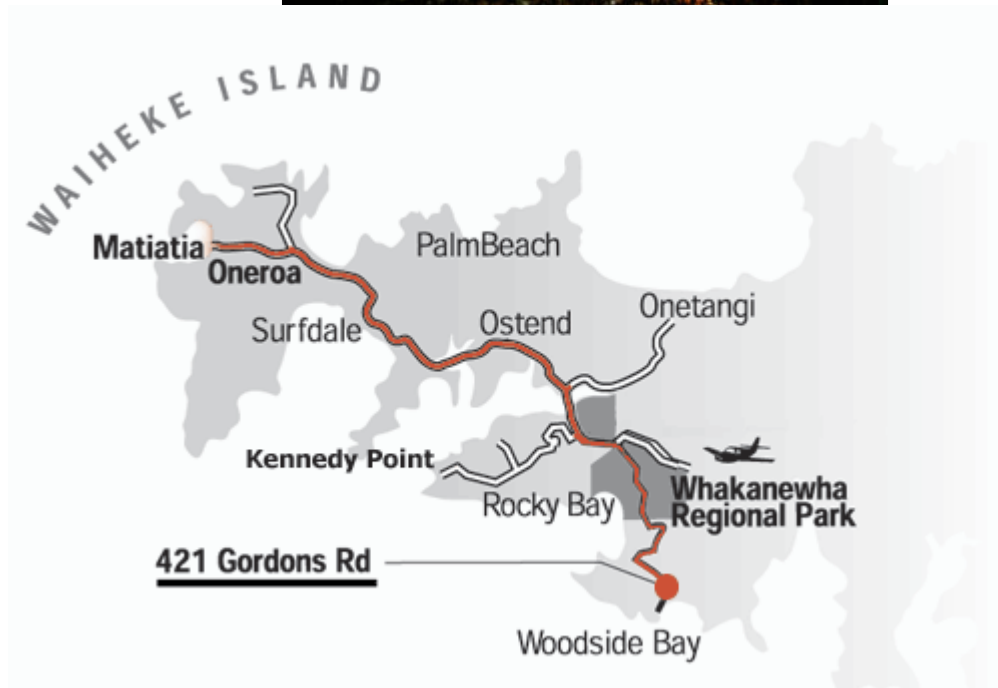 WAIHEKE ISLAND
PalmBeach
Matiatia
Oneroa
Onetangi
Surfdale
Ostend
Kennedy Point
Whakanewha
Regional Park
Rocky Bay
421 Gordons Rd
Woodside Bay